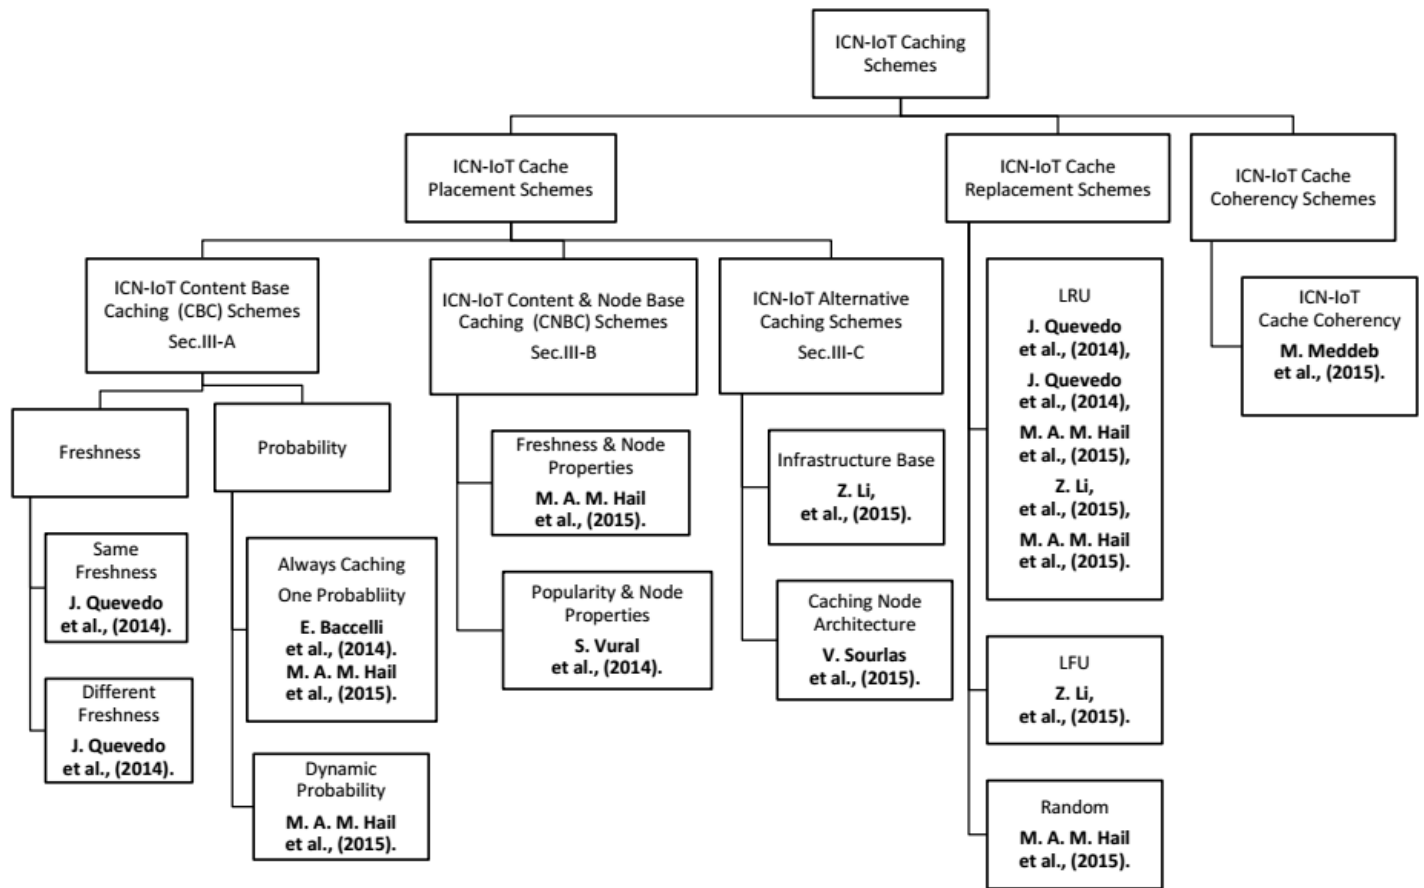 ICN-IoT Caching
Schemes
ICN-IoT Cache
Placement Schemes
ICN-IoT Cache
Replacement Schemes
ICN-IoT Cache
Coherency Schemes
ICN-IoT Content Base
Caching (CBC) Schemes
Sec.III-A
ICN-IoT Content & Node Base
Caching (CNBC) Schemes
Sec.III-B
ICN-IoT Alternative
Caching Schemes
Sec.III-C
Freshness
Probability
Same
Freshness
J. Quevedo
et al., (2014).
Different
Freshness
J. Quevedo
et al., (2014).
Always Caching
One Probabliity
E. Baccelli
et al., (2014).
M. A. M. Hail
et al., (2015).
Dynamic
Probability
M. A. M. Hail
et al., (2015).
Freshness & Node
Properties
M. A. M. Hail
et al., (2015).
Popularity & Node
Properties
S. Vural
et al., (2014).
Infrastructure Base
Z. Li,
et al., (2015).
Caching Node
Architecture
V. Sourlas
et al., (2015).
LRU
J. Quevedo
et al., (2014),
J. Quevedo
et al., (2014),
M. A. M. Hail
et al., (2015),
Z. Li,
et al., (2015),
M. A. M. Hail
et al., (2015).
LFU
Z. Li,
et al., (2015).
Random
M. A. M. Hail
et al., (2015).
ICN-IoT
Cache Coherency
M. Meddeb
et al., (2015).